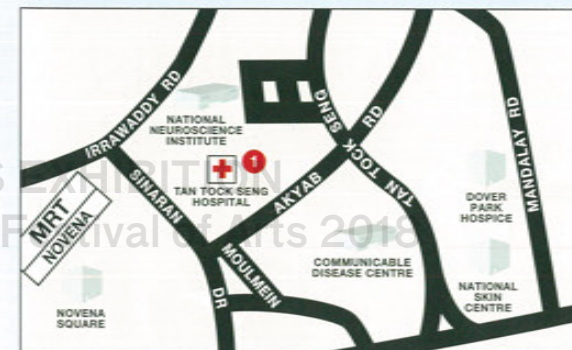 IRRAWADDY RD
NATIONAL
NEUROSCIENCE
INSTITUTE
TAN TOCK SENG
RD
MANDALAY RD
1
TAN TOCK SENG
HOSPITAL
SINARAN
AKYAB
DOVER
PARK
HOSPICE
MRT
NOVENA
S EXHIBITION
Festival of Arts 2018
MOULMEIN
COMMUNICABLE
DISEASE CENTRE
NATIONAL
SKIN
CENTRE
DR
NOVENA
SQUARE